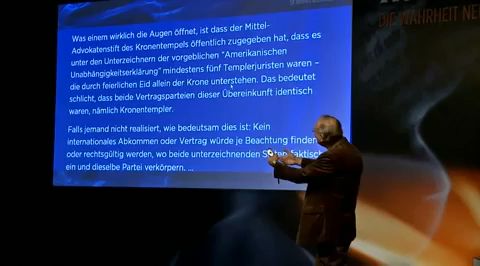 DIE WAHRHEIT NE
Was einem wirklich die Augen öffnet, ist dass der Mittel-
Advokatenstift des Kronentempels öffentlich zugegeben hat, dass es
unter den Unterzeichnern der vorgeblichen "Amerikanischen
Unabhängigkeitserklärung" mindestens fünf Templerjuristen waren –
die durch feierlichen Eid allein der Krone unterstehen. Das bedeutet
schlicht, dass beide Vertragsparteien dieser Übereinkunft identisch
waren, nämlich Kronentempler.
Falls jemand nicht realisiert, wie bedeutsam dies ist: Kein
internationales Abkommen oder Vertrag würde je Beachtung finden
oder rechtsgültig werden, wo beide unterzeichnenden faktisch
ein und dieselbe Partei verkörpern. ...